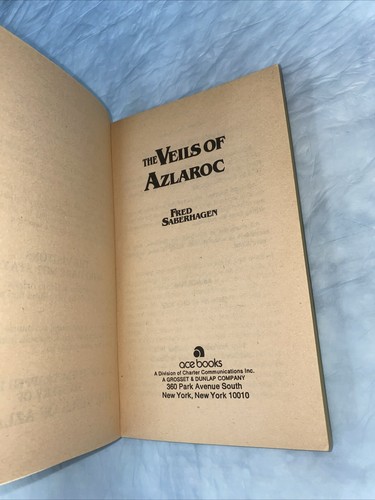 THE VEILS OF
AZLAROC
FRED
SABERHAGEN
ace books
A Division of Charter Communications Inc.
A GROSSET & DUNLAP COMPANY
360 Park Avenue South
New York, New York 10010